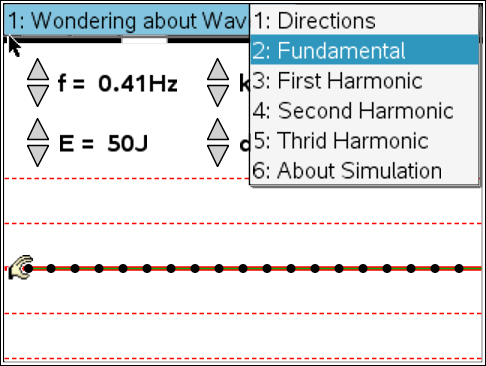 1: Wondering about Wav
1: Directions
2: Fundamental
3: First Harmonic
4: Second Harmonic
5: Thrid Harmonic
6: About Simulation
f = 0.41Hz
k
E = 50J
d